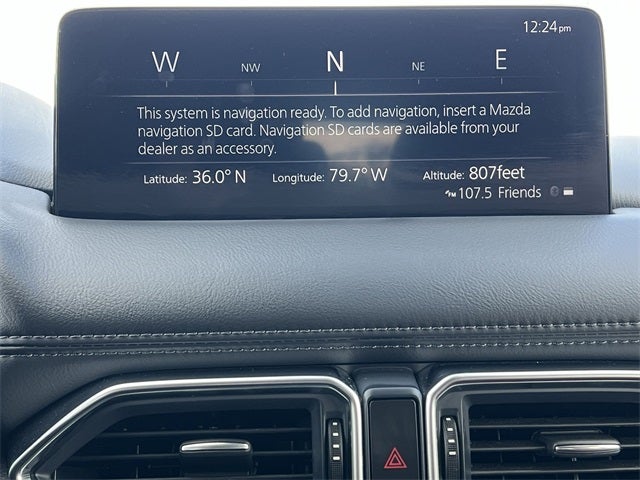 12:24pm
W NW N NE E
This system is navigation ready. To add navigation, insert a Mazda
navigation SD card. Navigation SD cards are available from your
dealer as an accessory.
Latitude: 36.0° N Longitude: 79.7° W Altitude: 807feet
FM 107.5 Friends